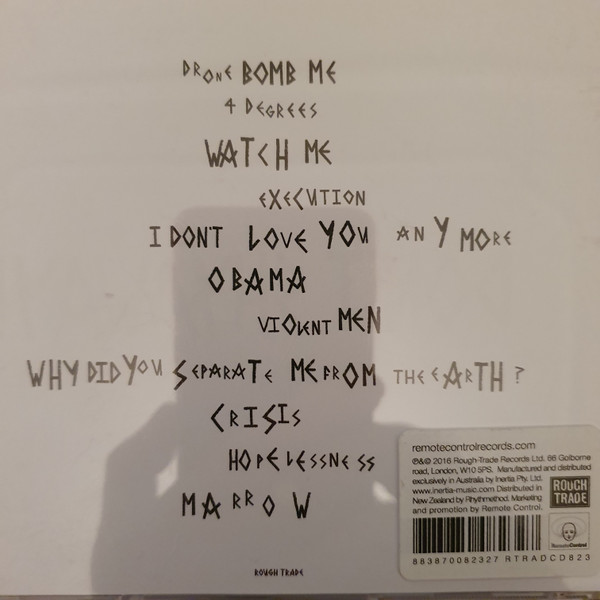 DRONE BOMB ME
4 DEGREES
WATCH ME
EXECUTION
I DON'T LOVE YOU ANY MORE
OBAMA
VIOLENT MEN
WHY DID YOU SEPARATE ME FROM THE EARTH?
CRISIS
HOPELESSNESS
MARROW
ROUGH TRADE
remotecontrolrecords.com
℗&© 2016 Rough-Trade Records Ltd. 66 Golborne
road, London, W10 5PS. Manufactured and distributed
exclusively in Australia by Inertia Pty. Ltd.
www.inertia-music.com Distributed in
New Zealand by Rhythmethod. Marketing
and promotion by Remote Control.
ROUGH
TRADE
RemoteControl
883870082327 RTRADCD823